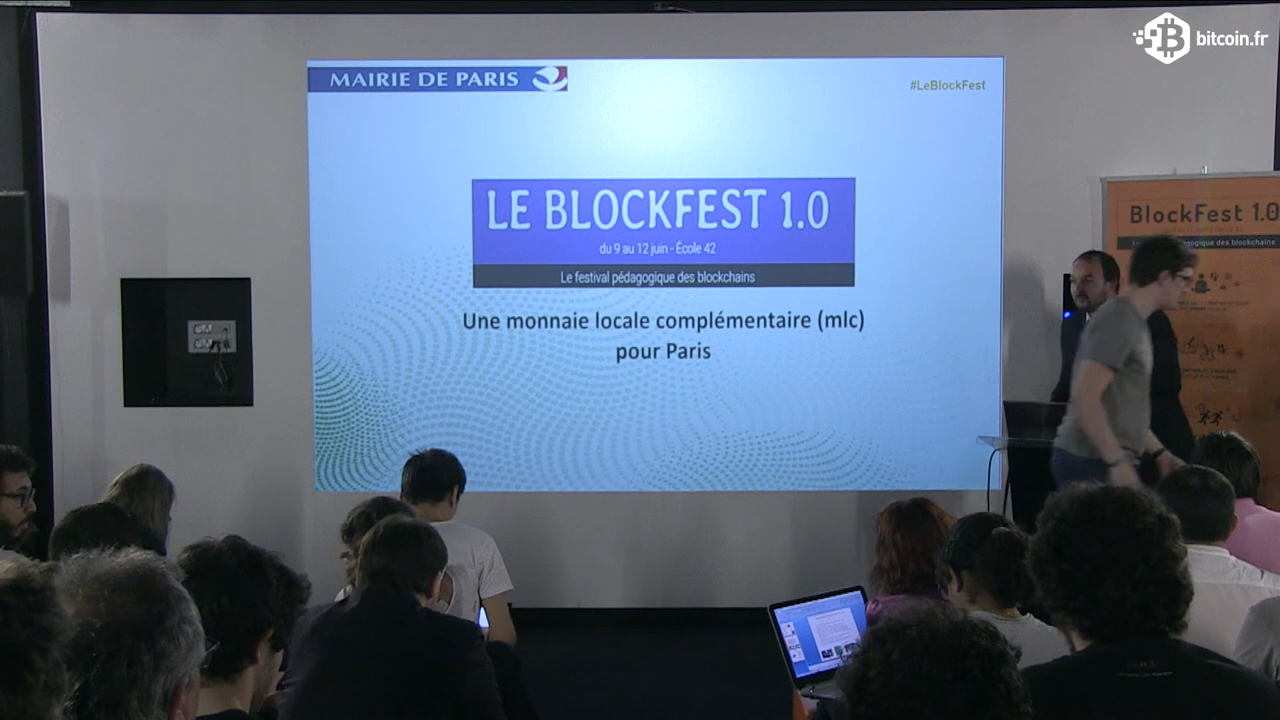 bitcoin.fr
MAIRIE DE PARIS
#LeBlockFest
LE BLOCKFEST 1.0
du 9 au 12 juin - École 42
Le festival pédagogique des blockchains
Une monnaie locale complémentaire (mlc)
pour Paris
BlockFest 1.0
des blockchains